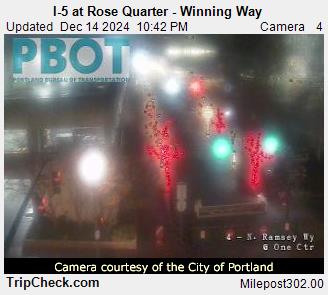 I-5 at Rose Quarter - Winning Way
Updated Dec 14 2024 10:42 PM Camera 4
PBOT
PORTLAND BUREAU OF TRANSPORTATION
4 - N. Ramsey Wy
@ One Ctr
Camera courtesy of the City of Portland
TripCheck.com Milepost302.00